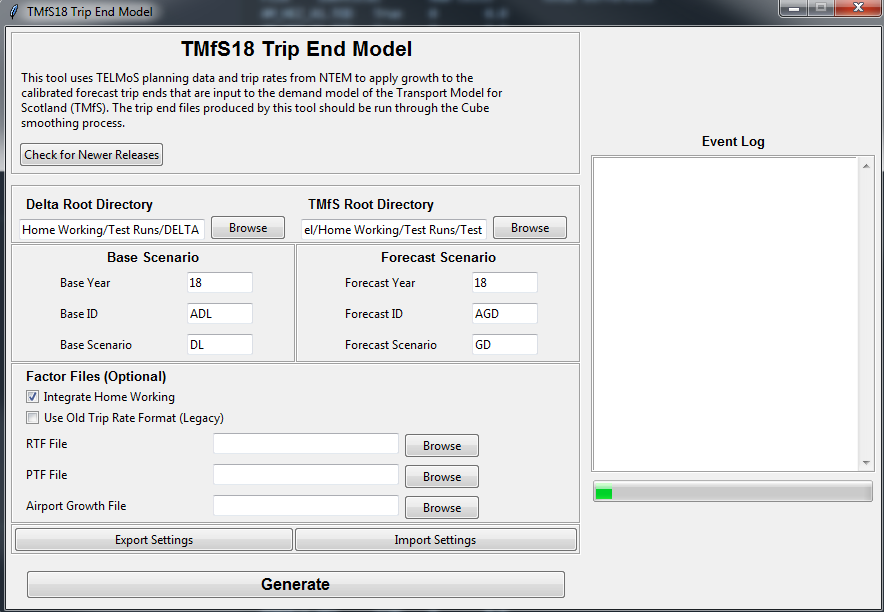 TMfS18 Trip End Model
TMfS18 Trip End Model
This tool uses TELMoS planning data and trip rates from NTEM to apply growth to the
calibrated forecast trip ends that are input to the demand model of the Transport Model for
Scotland (TMfS). The trip end files produced by this tool should be run through the Cube
smoothing process.
Check for Newer Releases
Delta Root Directory
TMfS Root Directory
Home Working/Test Runs/DELTA
Browse
el/Home Working/Test Runs/Test
Browse
Base Scenario
Forecast Scenario
Base Year
18
Forecast Year
18
Base ID
ADL
Forecast ID
AGD
Base Scenario
DL
Forecast Scenario
GD
Factor Files (Optional)
Integrate Home Working
Use Old Trip Rate Format (Legacy)
RTF File
Browse
PTF File
Browse
Airport Growth File
Browse
Export Settings
Import Settings
Generate
Event Log